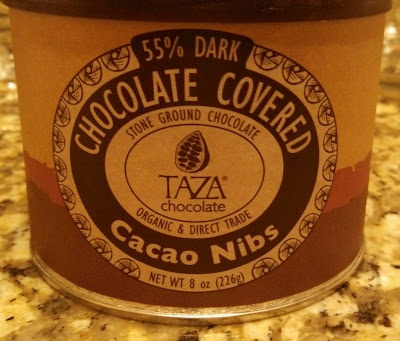 55% DARK
CHOCOLATE COVERED
STONE GROUND CHOCOLATE
TAZA®
chocolate
ORGANIC & DIRECT TRADE
Cacao Nibs
NET WT 8 oz (226g)